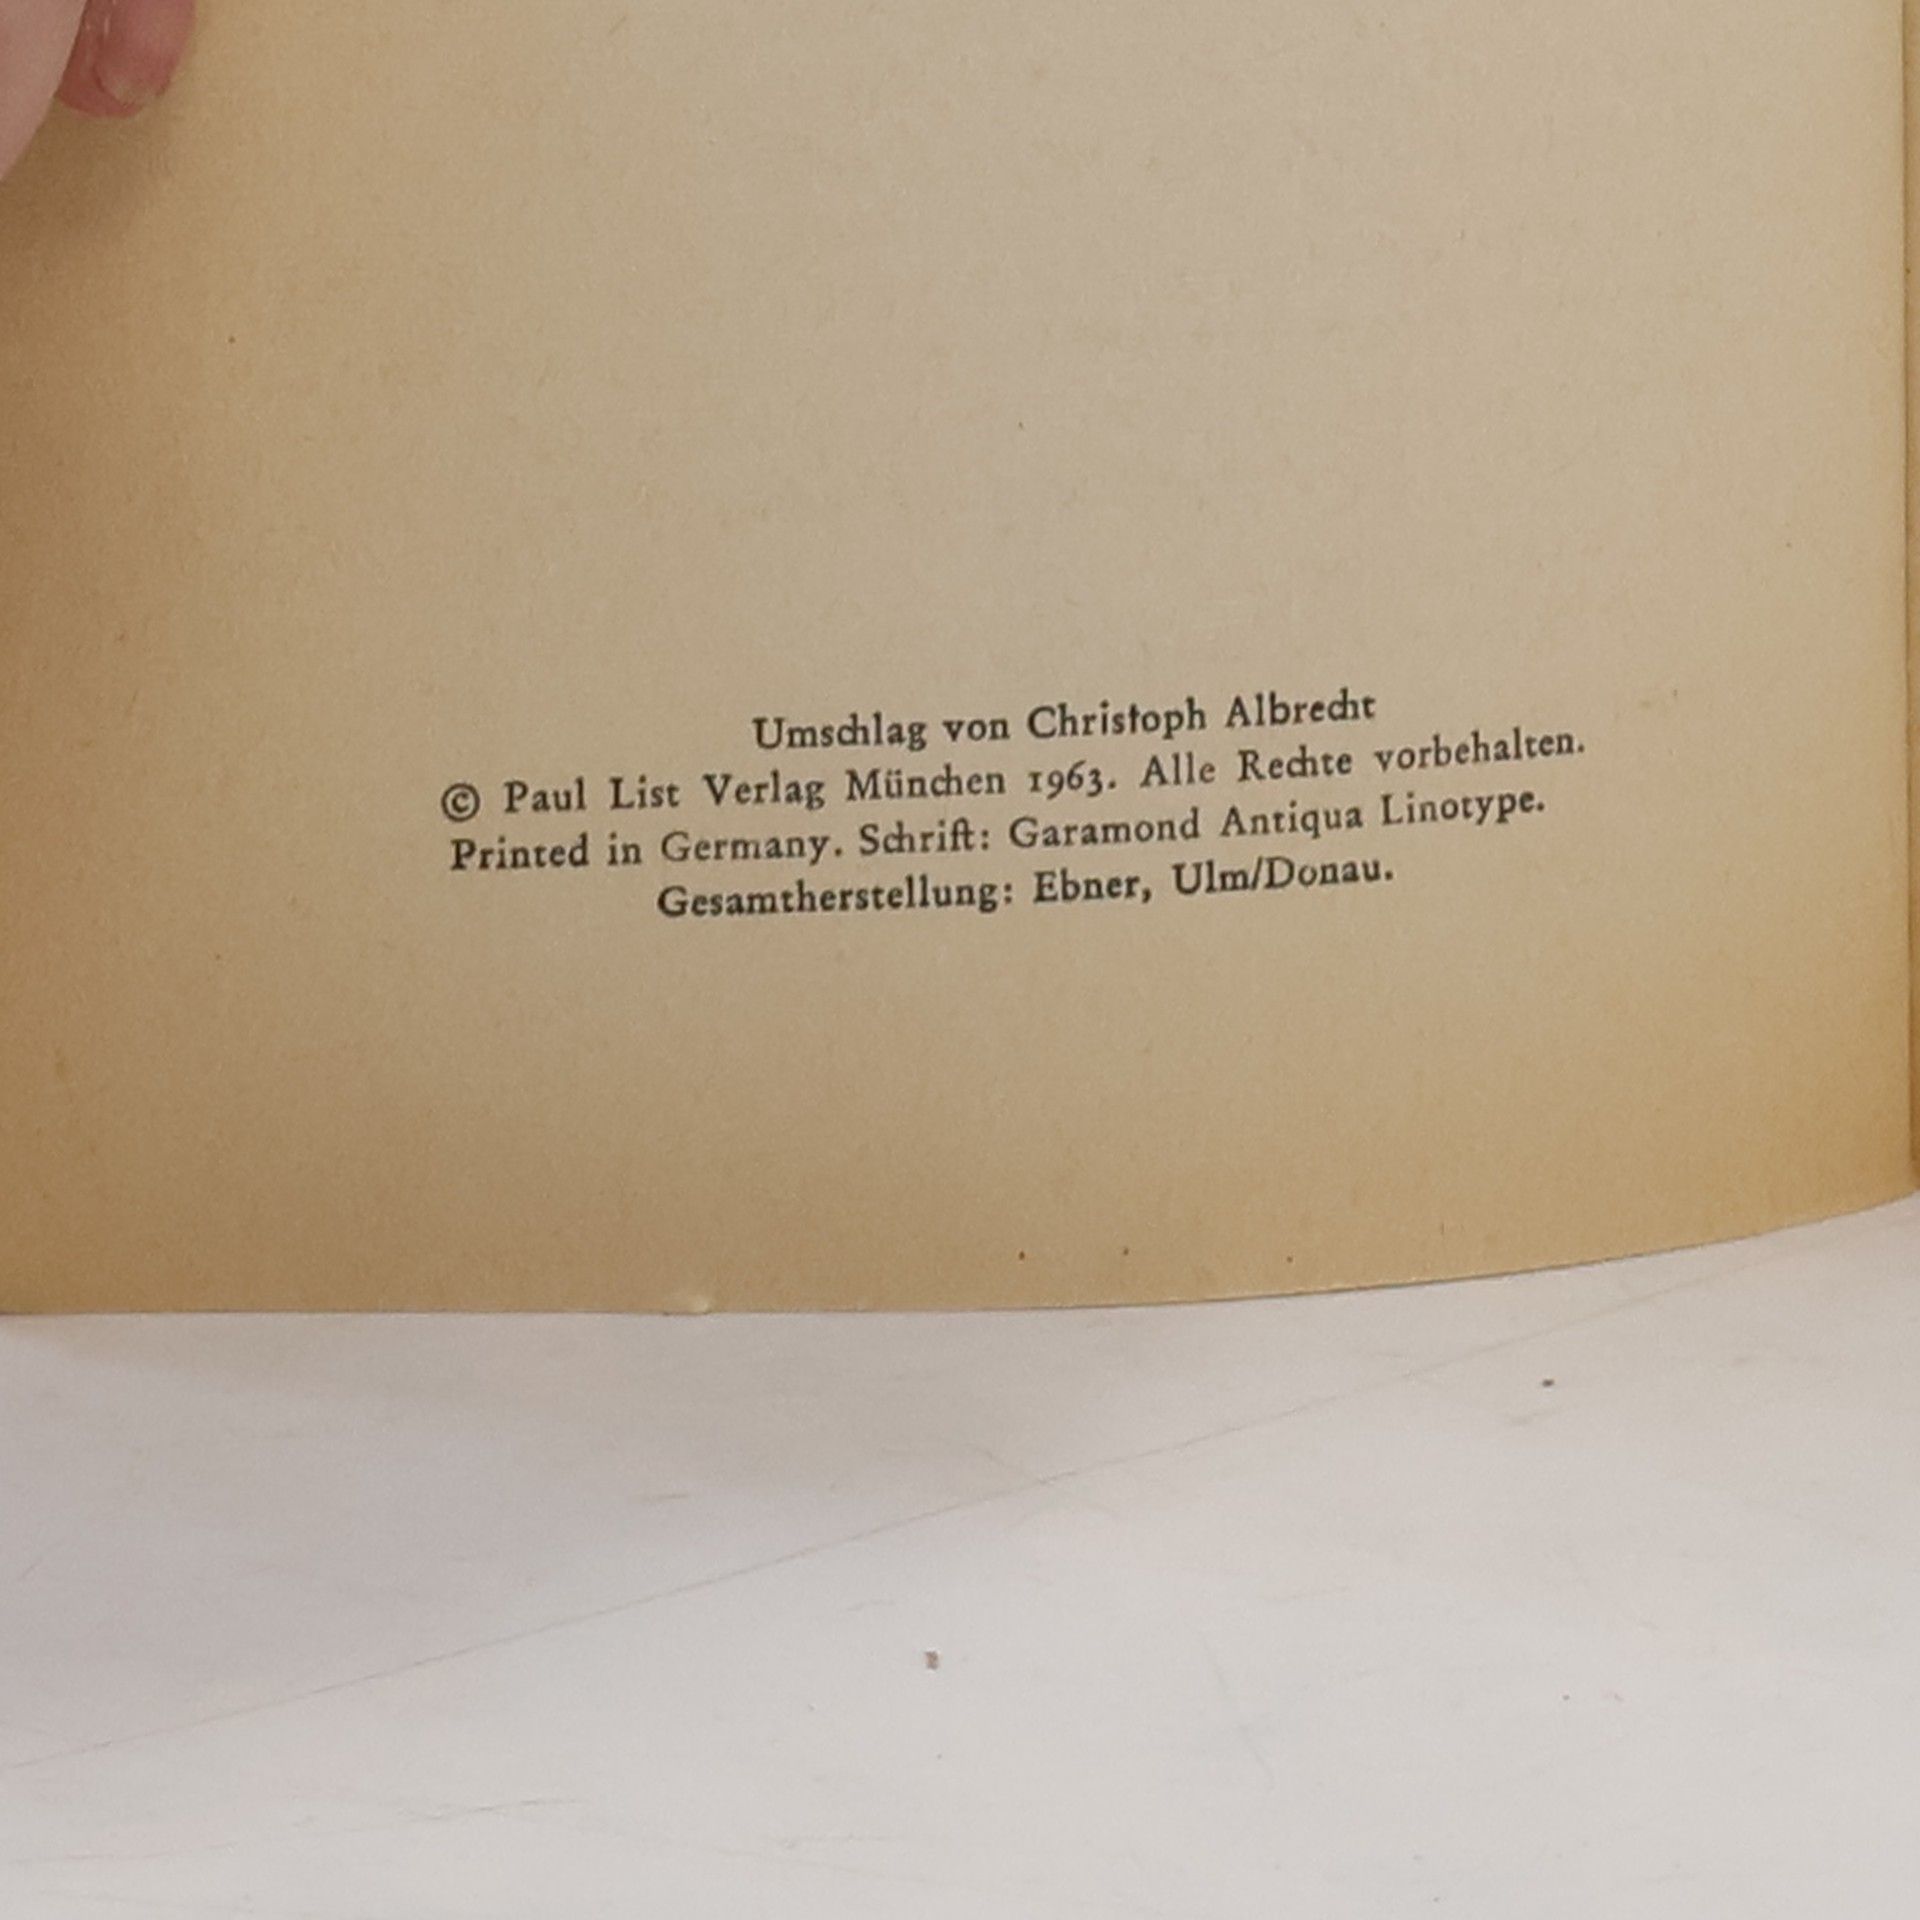 Umschlag von Christoph Albrecht
© Paul List Verlag München 1963. Alle Rechte vorbehalten.
Printed in Germany. Schrift: Garamond Antiqua Linotype.
Gesamtherstellung: Ebner, Ulm/Donau.